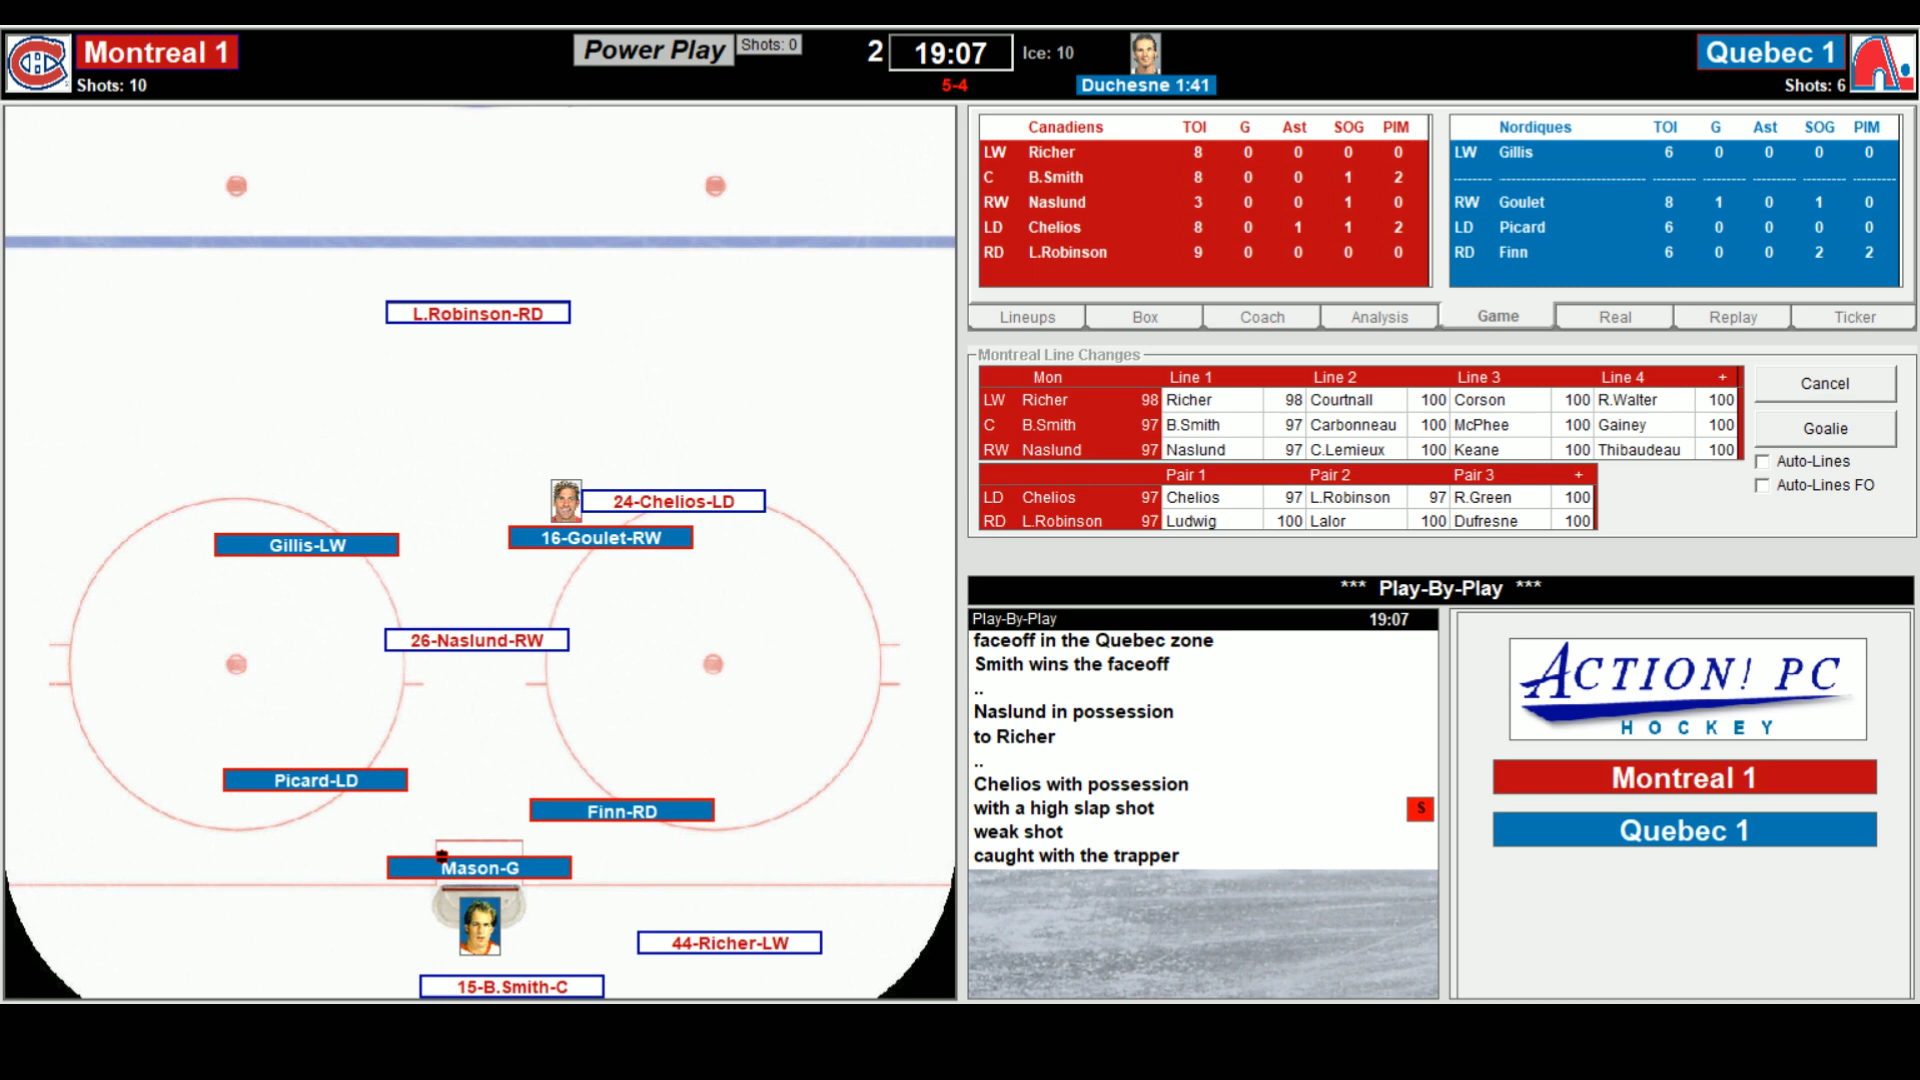 Montreal 1
Shots: 10
Power Play
Shots: 0
2
19:07
Ice: 10
5-4
Duchesne 1:41
Quebec 1
Shots: 6
L.Robinson-RD
24-Chelios-LD
16-Goulet-RW
Gillis-LW
26-Naslund-RW
Picard-LD
Finn-RD
Mason-G
44-Richer-LW
15-B.Smith-C
Canadiens TOI G Ast SOG PIM
LW Richer 8 0 0 0 0
C B.Smith 8 0 0 1 2
RW Naslund 3 0 0 1 0
LD Chelios 8 0 1 1 2
RD L.Robinson 9 0 0 0 0
Nordiques TOI G Ast SOG PIM
LW Gillis 6 0 0 0 0
RW Goulet 8 1 0 1 0
LD Picard 6 0 0 0 0
RD Finn 6 0 0 2 2
Lineups Box Coach Analysis Game Real Replay Ticker
Montreal Line Changes
Mon Line 1 Line 2 Line 3 Line 4 +
LW Richer 98 Richer 98 Courtnall 100 Corson 100 R.Walter 100
C B.Smith 97 B.Smith 97 Carbonneau 100 McPhee 100 Gainey 100
RW Naslund 97 Naslund 97 C.Lemieux 100 Keane 100 Thibaudeau 100
Pair 1 Pair 2 Pair 3 +
LD Chelios 97 Chelios 97 L.Robinson 97 R.Green 100
RD L.Robinson 97 Ludwig 100 Lalor 100 Dufresne 100
Cancel
Goalie
Auto-Lines
Auto-Lines FO
*** Play-By-Play ***
Play-By-Play 19:07
faceoff in the Quebec zone
Smith wins the faceoff
..
Naslund in possession
to Richer
..
Chelios with possession
with a high slap shot S
weak shot
caught with the trapper
ACTION! PC
HOCKEY
Montreal 1
Quebec 1